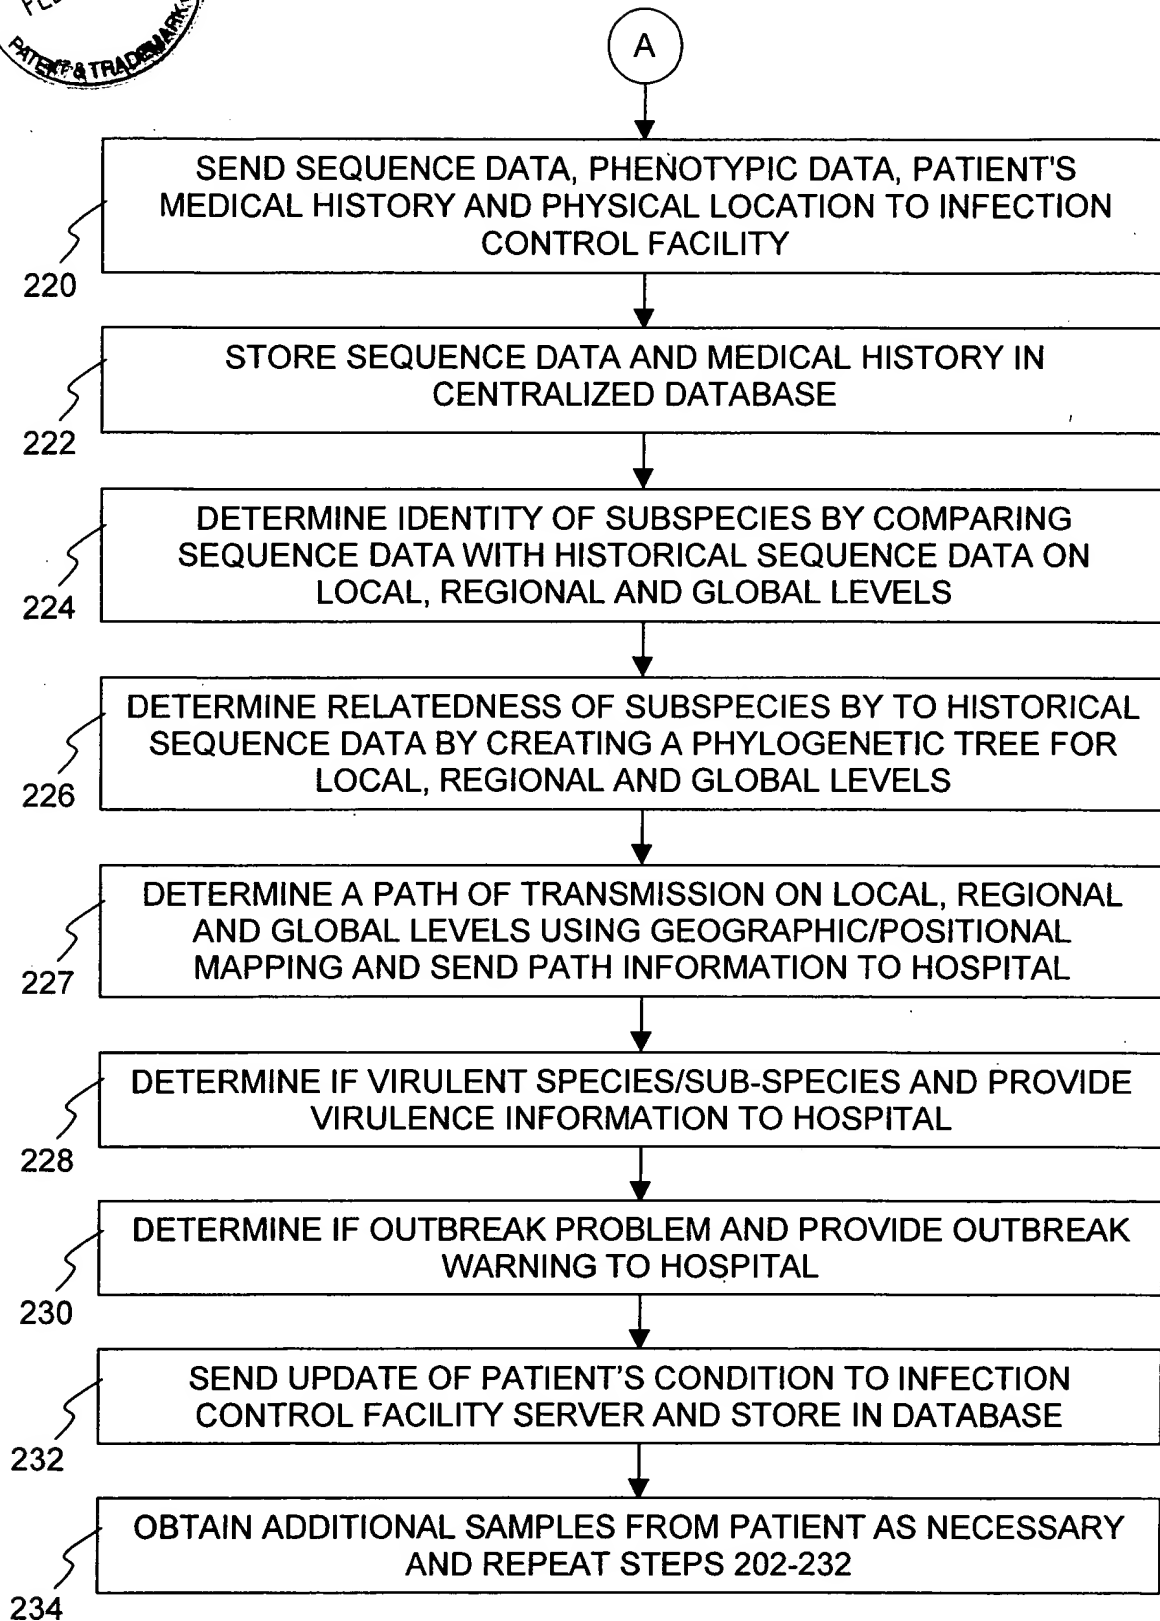 PATENT & TRADEMARK
A
SEND SEQUENCE DATA, PHENOTYPIC DATA, PATIENT'S
MEDICAL HISTORY AND PHYSICAL LOCATION TO INFECTION
CONTROL FACILITY
220
STORE SEQUENCE DATA AND MEDICAL HISTORY IN
CENTRALIZED DATABASE
222
DETERMINE IDENTITY OF SUBSPECIES BY COMPARING
SEQUENCE DATA WITH HISTORICAL SEQUENCE DATA ON
LOCAL, REGIONAL AND GLOBAL LEVELS
224
DETERMINE RELATEDNESS OF SUBSPECIES BY TO HISTORICAL
SEQUENCE DATA BY CREATING A PHYLOGENETIC TREE FOR
LOCAL, REGIONAL AND GLOBAL LEVELS
226
DETERMINE A PATH OF TRANSMISSION ON LOCAL, REGIONAL
AND GLOBAL LEVELS USING GEOGRAPHIC/POSITIONAL
MAPPING AND SEND PATH INFORMATION TO HOSPITAL
227
DETERMINE IF VIRULENT SPECIES/SUB-SPECIES AND PROVIDE
VIRULENCE INFORMATION TO HOSPITAL
228
DETERMINE IF OUTBREAK PROBLEM AND PROVIDE OUTBREAK
WARNING TO HOSPITAL
230
SEND UPDATE OF PATIENT'S CONDITION TO INFECTION
CONTROL FACILITY SERVER AND STORE IN DATABASE
232
OBTAIN ADDITIONAL SAMPLES FROM PATIENT AS NECESSARY
AND REPEAT STEPS 202-232
234